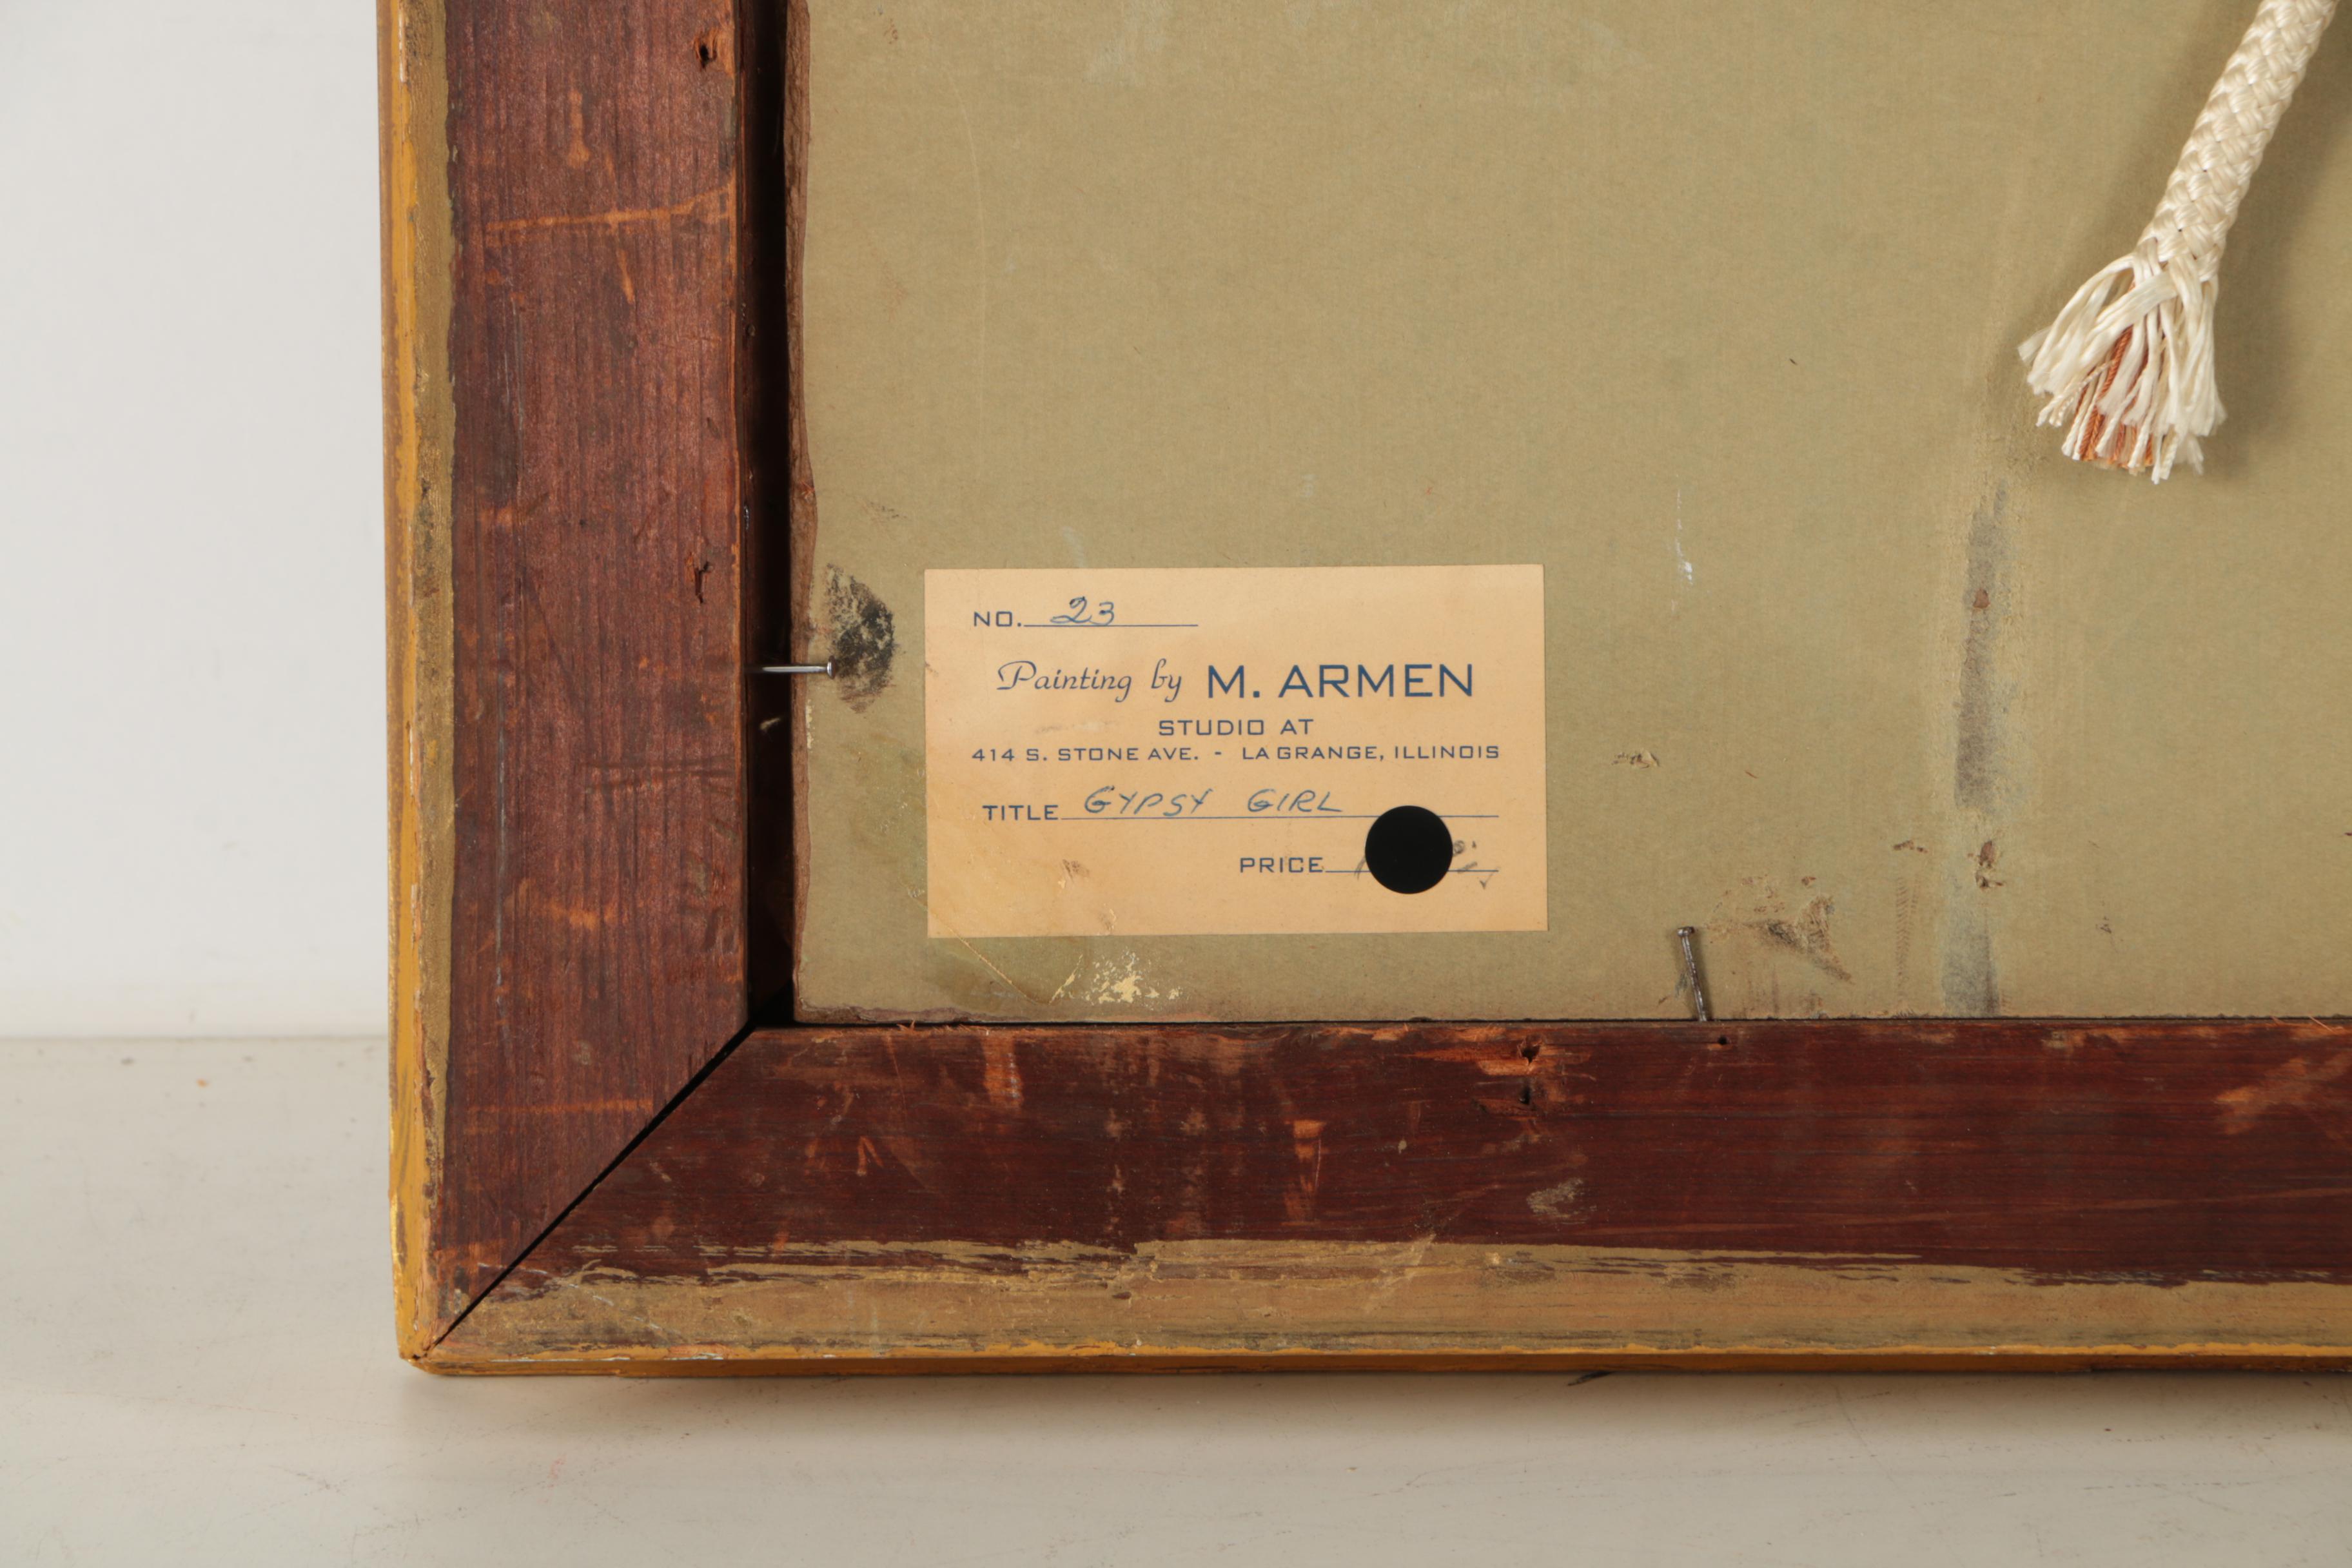 NO. 23
Painting by M. ARMEN
STUDIO AT
414 S. STONE AVE. - LA GRANGE, ILLINOIS
TITLE GYPSY GIRL
PRICE